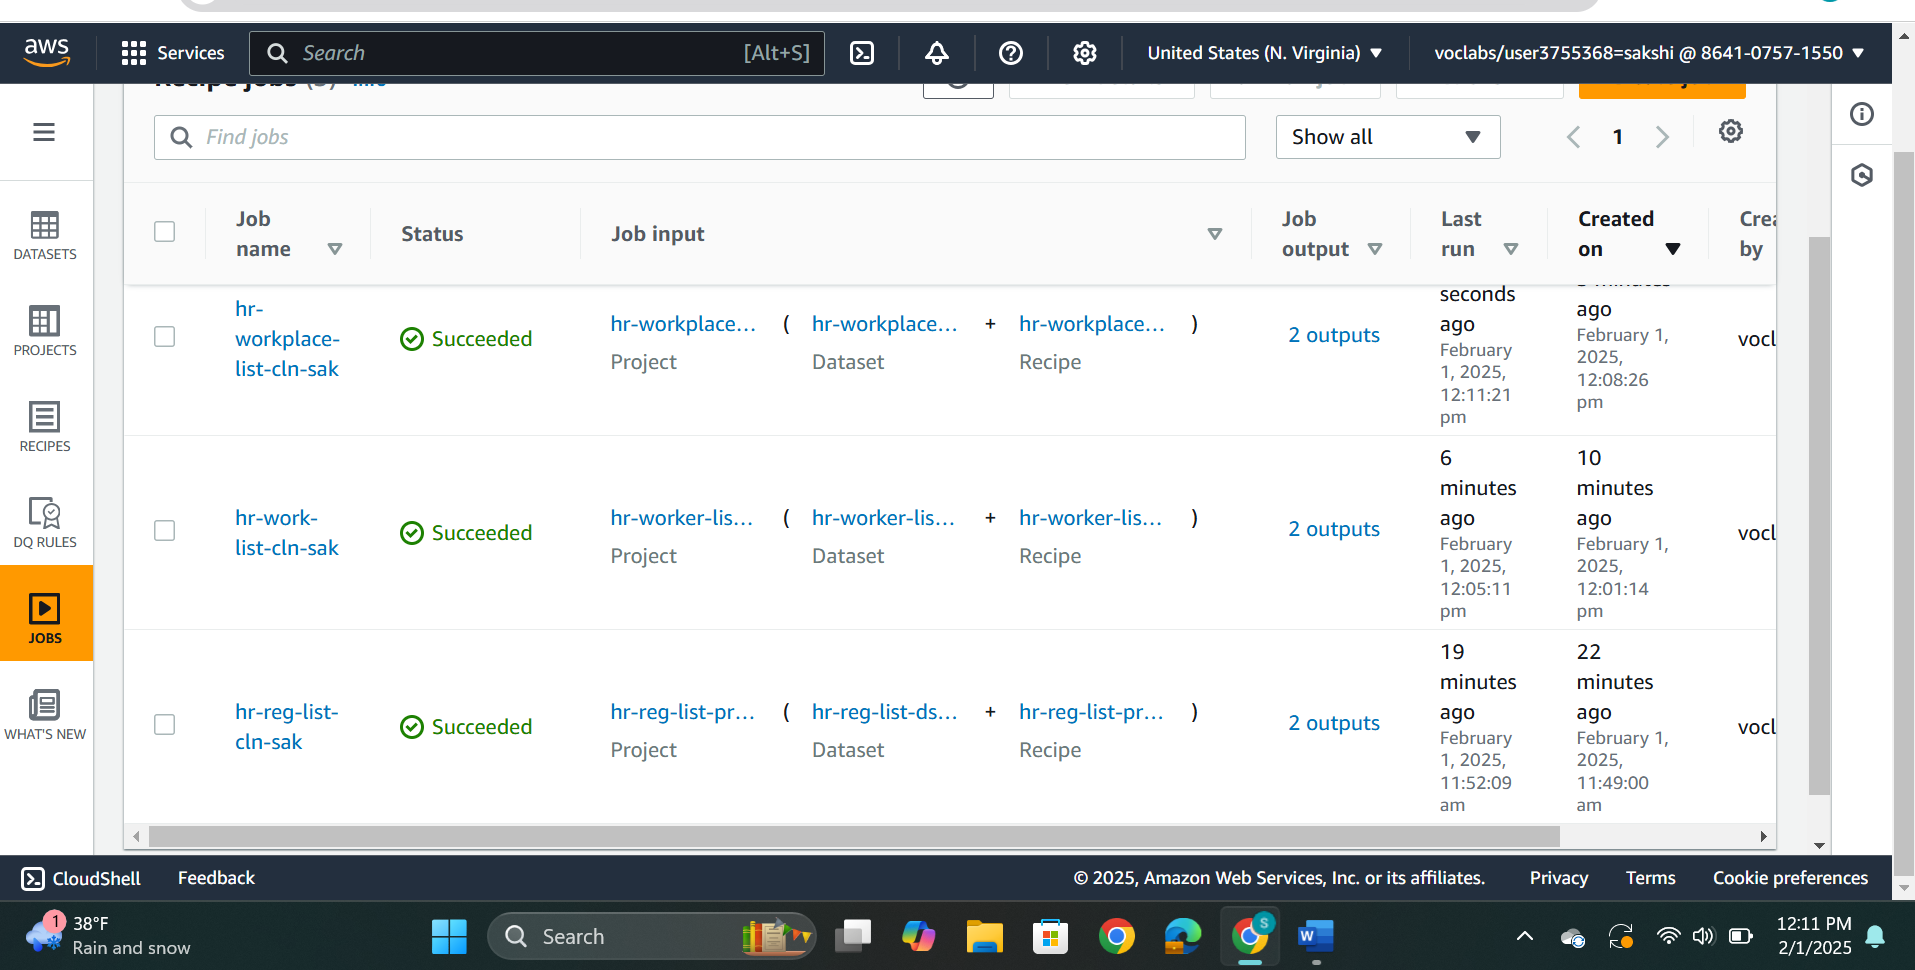 aws
Services
Search
[Alt+S]
United States (N. Virginia)
voclabs/user3755368=sakshi @ 8641-0757-1550
Recipe jobs
Find jobs
Show all
1
DATASETS
PROJECTS
RECIPES
DQ RULES
JOBS
WHAT'S NEW
Job name
Status
Job input
Job output
Last run
Created on
by
hr-
workplace-
list-cln-sak
Succeeded
hr-workplace... ( hr-workplace... + hr-workplace... )
Project Dataset Recipe
2 outputs
seconds
ago
February
1, 2025,
12:11:21
pm
ago
February 1,
2025,
12:08:26
pm
vocl
hr-work-
list-cln-sak
Succeeded
hr-worker-lis... ( hr-worker-lis... + hr-worker-lis... )
Project Dataset Recipe
2 outputs
6
minutes
ago
February
1, 2025,
12:05:11
pm
10
minutes
ago
February 1,
2025,
12:01:14
pm
vocl
hr-reg-list-
cln-sak
Succeeded
hr-reg-list-pr... ( hr-reg-list-ds... + hr-reg-list-pr... )
Project Dataset Recipe
2 outputs
19
minutes
ago
February
1, 2025,
11:52:09
am
22
minutes
ago
February 1,
2025,
11:49:00
am
vocl
CloudShell
Feedback
© 2025, Amazon Web Services, Inc. or its affiliates.
Privacy
Terms
Cookie preferences
1
38°F
Rain and snow
Search
S
W
12:11 PM
2/1/2025